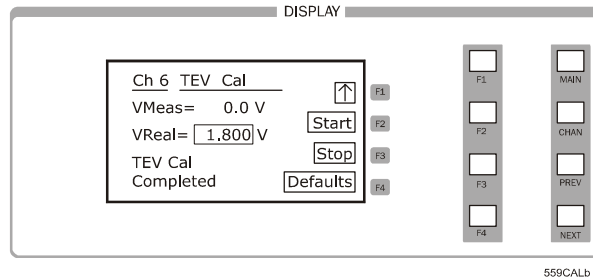 DISPLAY
Ch 6 TEV Cal
↑ F1
VMeas= 0.0 V
Start F2
VReal= 1.800 V
Stop F3
TEV Cal
Completed
Defaults F4
F1 MAIN
F2 CHAN
F3 PREV
F4 NEXT
559CALb